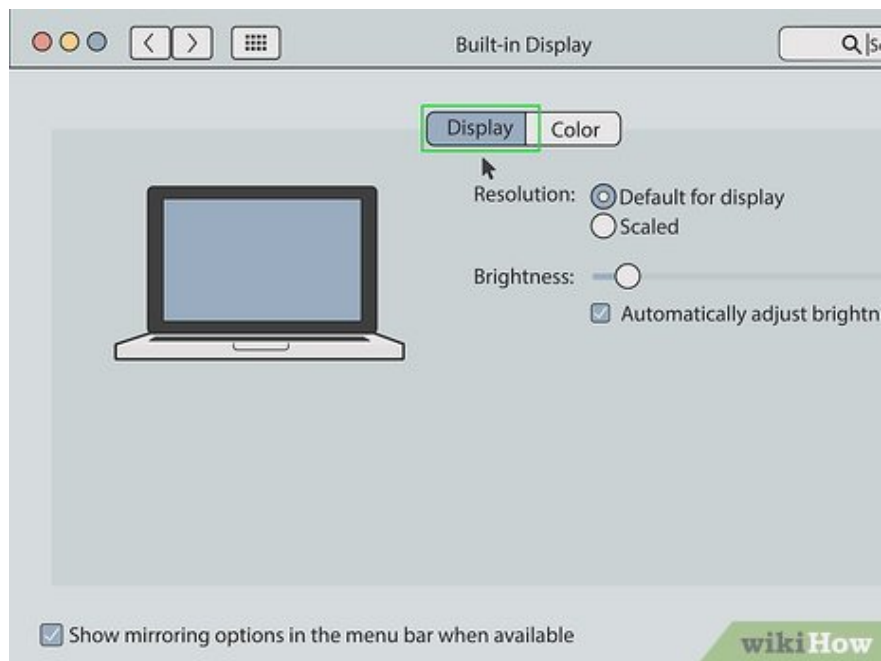 Built-in Display
Display Color
Resolution: Default for display
Scaled
Brightness:
Automatically adjust
Show mirroring options in the menu bar when available
wikiHow